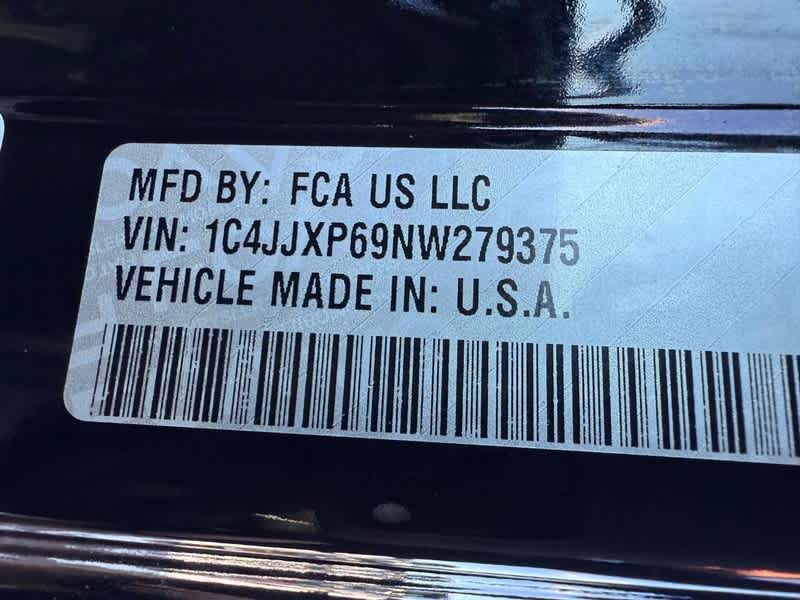 MFD BY: FCA US LLC
VIN: 1C4JJXP69NW279375
VEHICLE MADE IN: U.S.A.